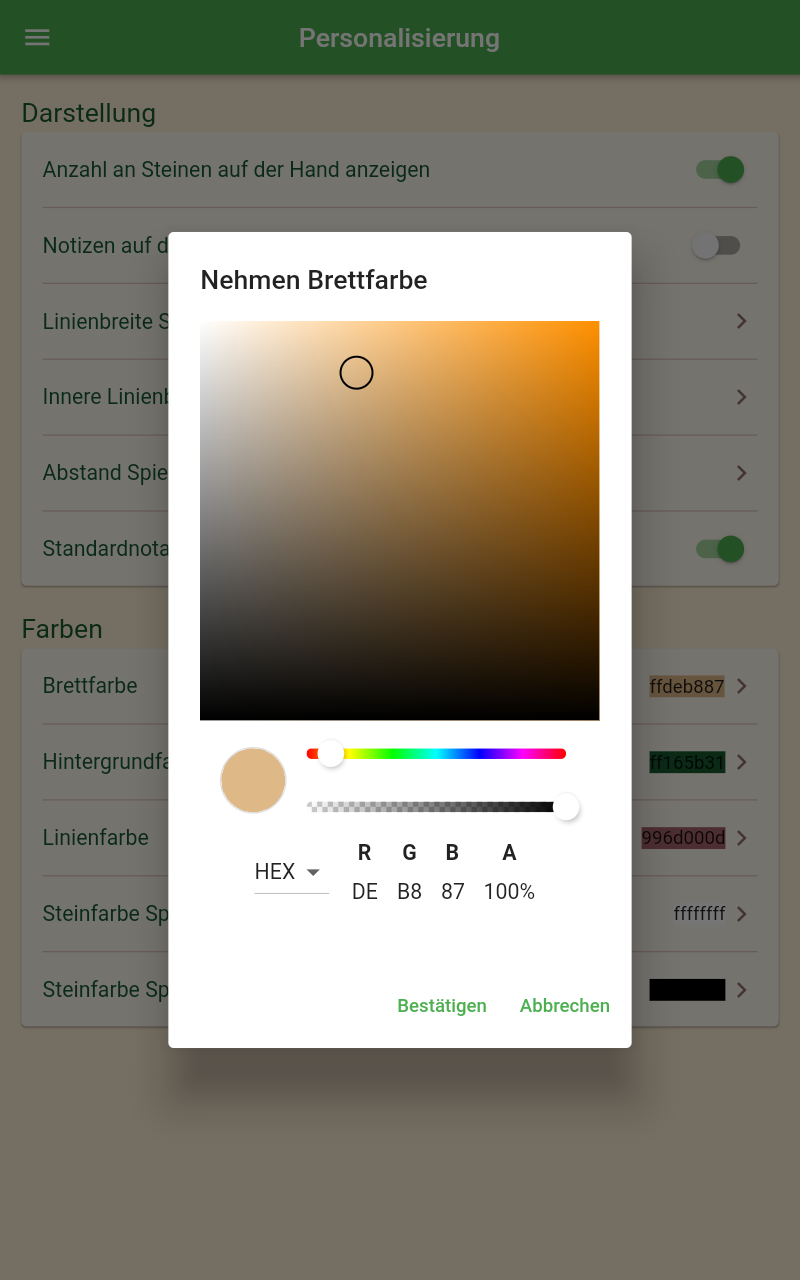 Personalisierung
Darstellung
Anzahl an Steinen auf der Hand anzeigen
Notizen auf d
Linienbreite S
Innere Linienb
Abstand Spie
Standardnota
Nehmen Brettfarbe
HEX
R G B A
DE B8 87 100%
Bestätigen Abbrechen
Farben
Brettfarbe ffdeb887
Hintergrundfa ff165b31
Linienfarbe 996d000d
Steinfarbe Sp ffffffff
Steinfarbe Sp